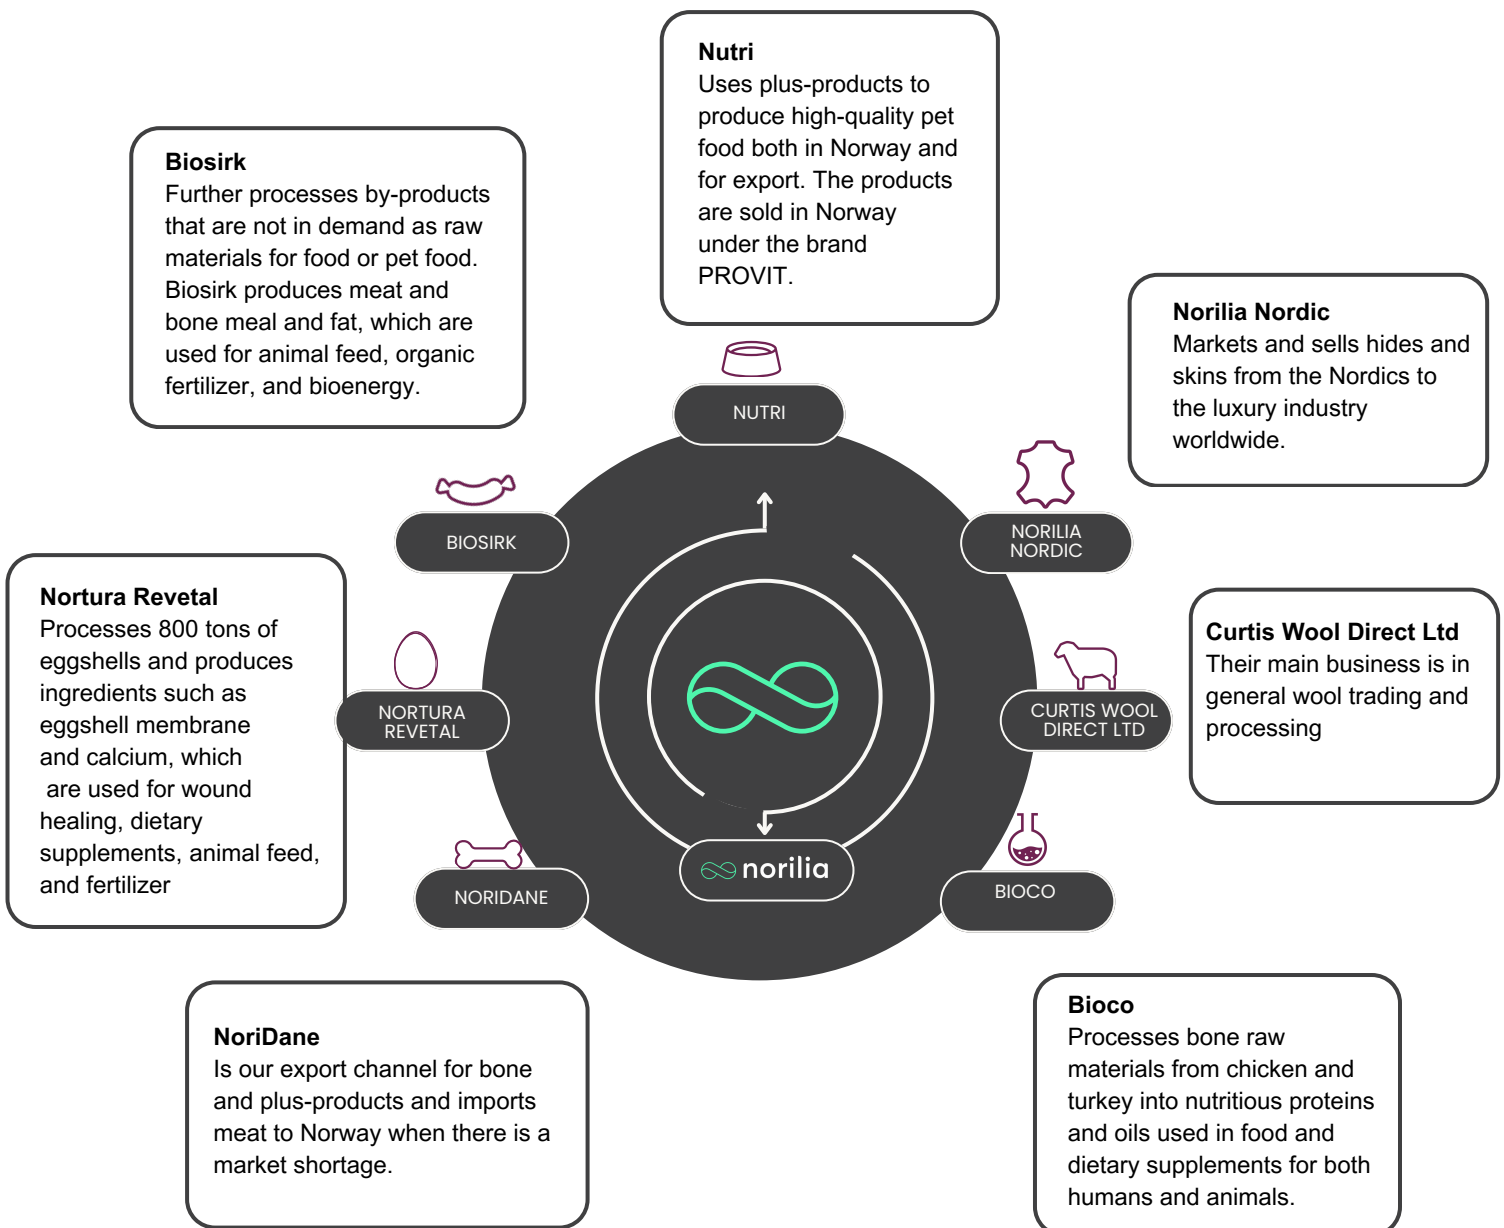 Nutri
Uses plus-products to
produce high-quality pet
food both in Norway and
for export. The products
are sold in Norway
under the brand
PROVIT.
Biosirk
Further processes by-products
that are not in demand as raw
materials for food or pet food.
Biosirk produces meat and
bone meal and fat, which are
used for animal feed, organic
fertilizer, and bioenergy.
Norilia Nordic
Markets and sells hides and
skins from the Nordics to
the luxury industry
worldwide.
NUTRI
BIOSIRK
NORILIA
NORDIC
Nortura Revetal
Processes 800 tons of
eggshells and produces
ingredients such as
eggshell membrane
and calcium, which
are used for wound
healing, dietary
supplements, animal feed,
and fertilizer
Curtis Wool Direct Ltd
Their main business is in
general wool trading and
processing
NORTURA
REVETAL
CURTIS WOOL
DIRECT LTD
norilia
NORIDANE
BIOCO
NoriDane
Is our export channel for bone
and plus-products and imports
meat to Norway when there is a
market shortage.
Bioco
Processes bone raw
materials from chicken and
turkey into nutritious proteins
and oils used in food and
dietary supplements for both
humans and animals.